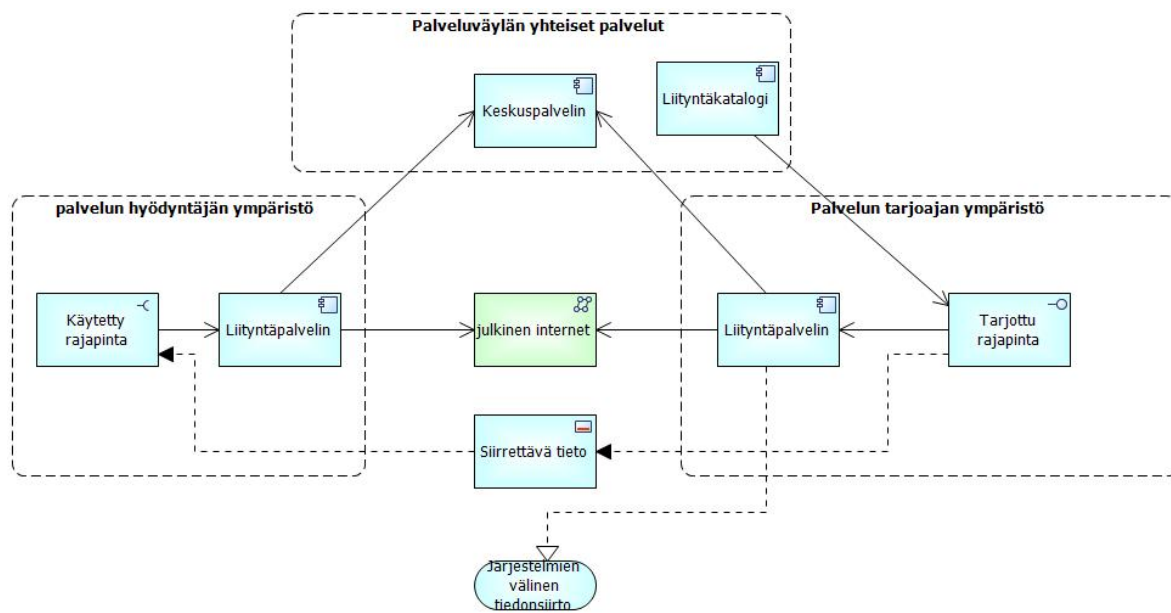 Palveluväylän yhteiset palvelut
Keskuspalvelin
Liityntäkatalogi
palvelun hyödyntäjän ympäristö
Palvelun tarjoajan ympäristö
Käytetty
rajapinta
Liityntäpalvelin
julkinen internet
Liityntäpalvelin
Tarjottu
rajapinta
Siirrettävä tieto
Järjestelmien
välinen
tiedonsiirto